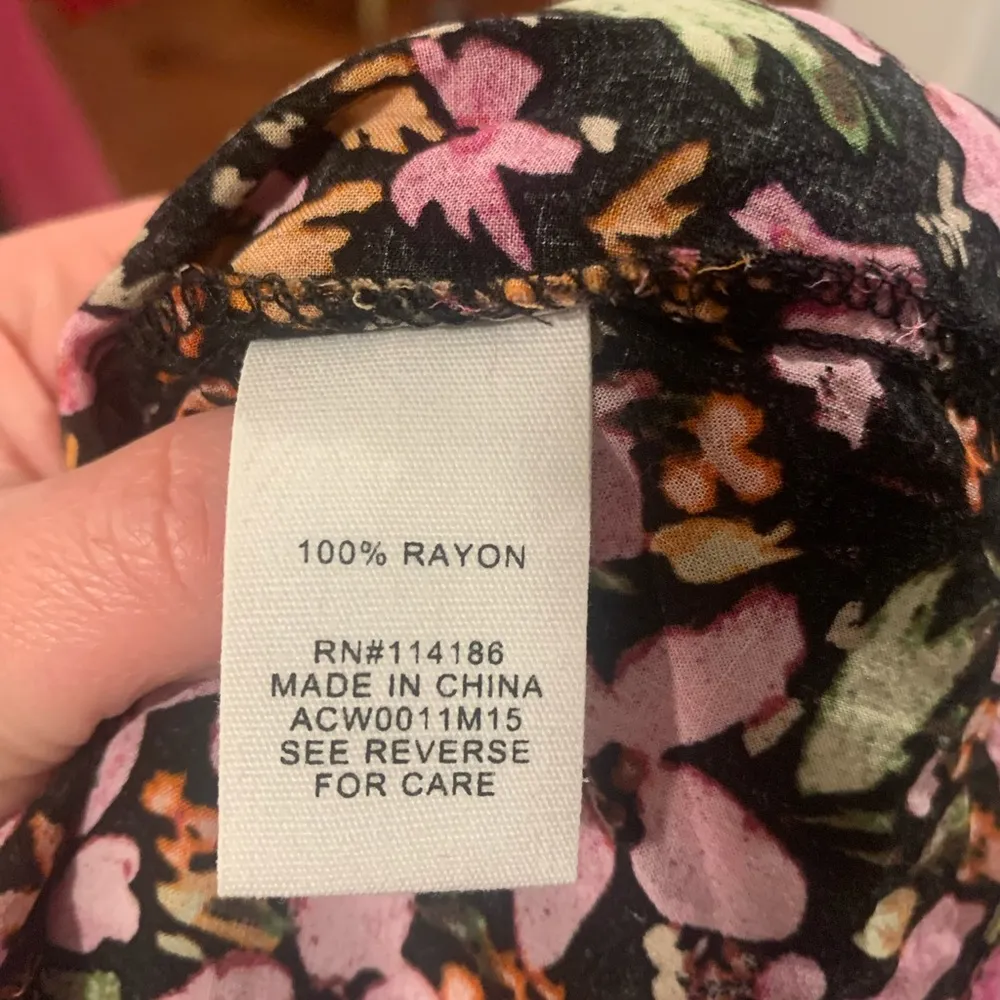 100% RAYON
RN#114186
MADE IN CHINA
ACW0011M15
SEE REVERSE
FOR CARE